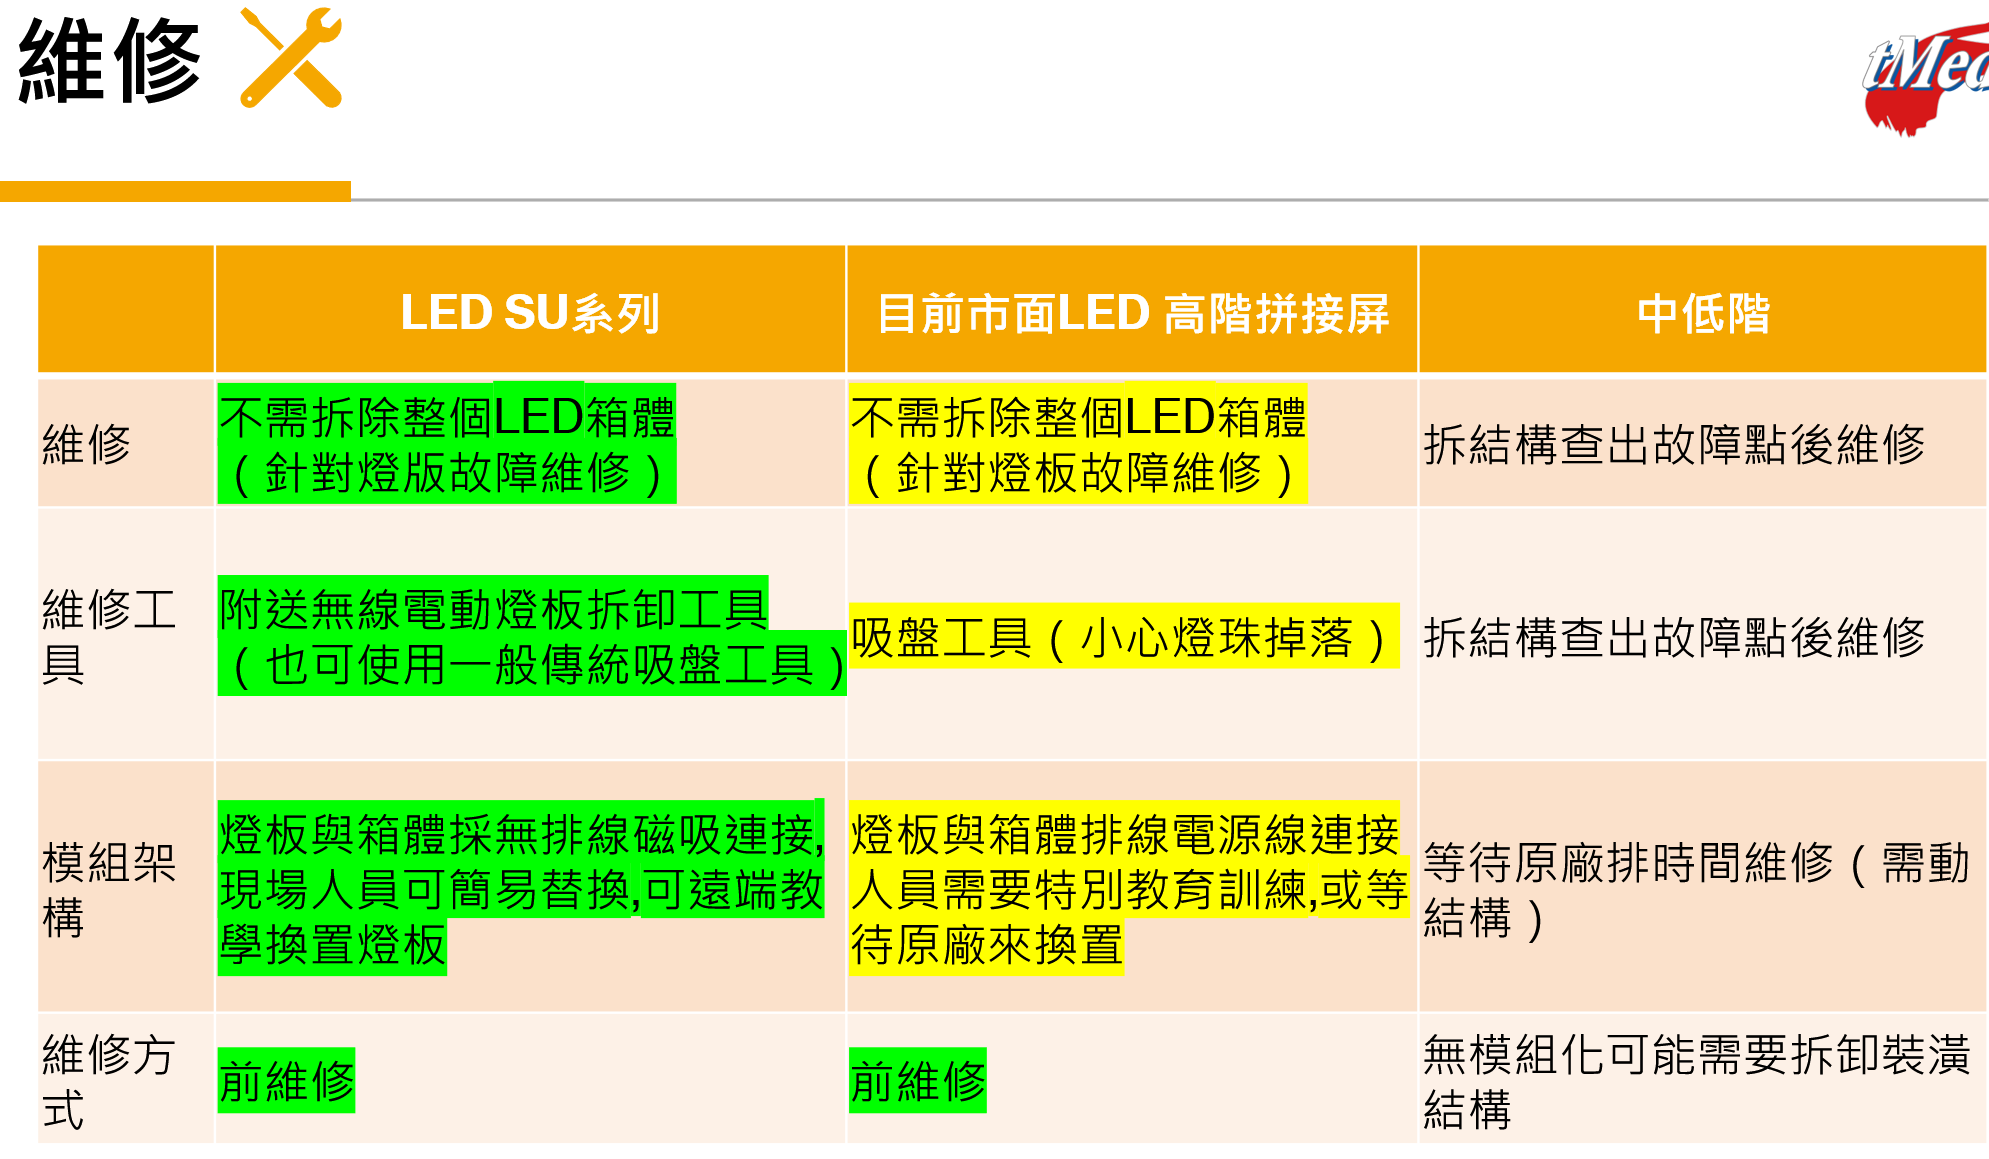 維修
tMed
LED SU系列
目前市面LED 高階拼接屏
中低階
維修
不需拆除整個LED箱體
（針對燈版故障維修）
不需拆除整個LED箱體
（針對燈板故障維修）
拆結構查出故障點後維修
維修工
具
附送無線電動燈板拆卸工具
（也可使用一般傳統吸盤工具）
吸盤工具（小心燈珠掉落）
拆結構查出故障點後維修
模組架
構
燈板與箱體採無排線磁吸連接,
現場人員可簡易替換,可遠端教
學換置燈板
燈板與箱體排線電源線連接
人員需要特別教育訓練,或等
待原廠來換置
等待原廠排時間維修（需動
結構）
維修方
式
前維修
前維修
無模組化可能需要拆卸裝潢
結構